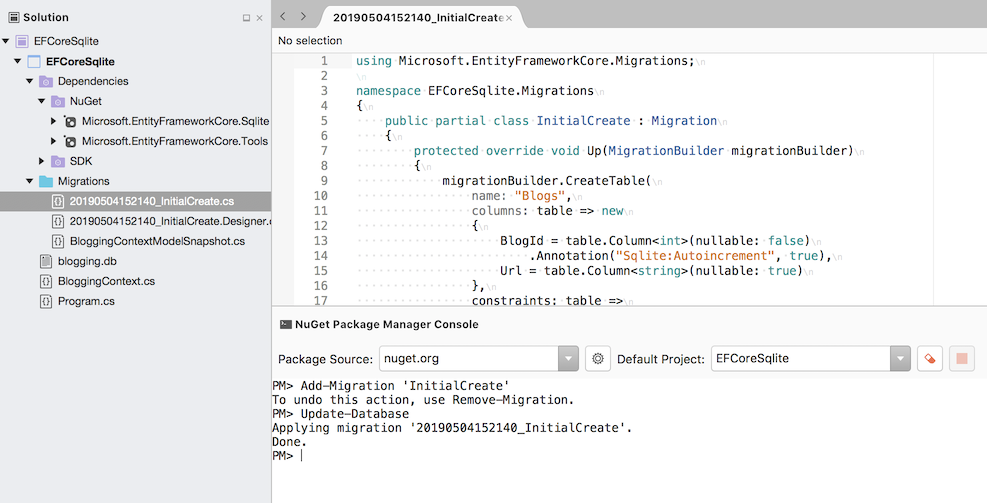 Solution
EFCoreSqlite
EFCoreSqlite
Dependencies
NuGet
Microsoft.EntityFrameworkCore.Sqlite
Microsoft.EntityFrameworkCore.Tools
SDK
Migrations
20190504152140_InitialCreate.cs
20190504152140_InitialCreate.Designer.c
BloggingContextModelSnapshot.cs
blogging.db
BloggingContext.cs
Program.cs
20190504152140_InitialCreate
No selection
1 using Microsoft.EntityFrameworkCore.Migrations;\n
2 \n
3 namespace EFCoreSqlite.Migrations\n
4 {\n
5 public partial class InitialCreate : Migration\n
6 {\n
7 protected override void Up(MigrationBuilder migrationBuilder)\n
8 {\n
9 migrationBuilder.CreateTable(\n
10 name: "Blogs",\n
11 columns: table => new\n
12 {\n
13 BlogId = table.Column<int>(nullable: false)\n
14 .Annotation("Sqlite:Autoincrement", true),\n
15 Url = table.Column<string>(nullable: true)\n
16 },\n
17 constraints: table =>\n
NuGet Package Manager Console
Package Source: nuget.org Default Project: EFCoreSqlite
PM> Add-Migration 'InitialCreate'
To undo this action, use Remove-Migration.
PM> Update-Database
Applying migration '20190504152140_InitialCreate'.
Done.
PM>